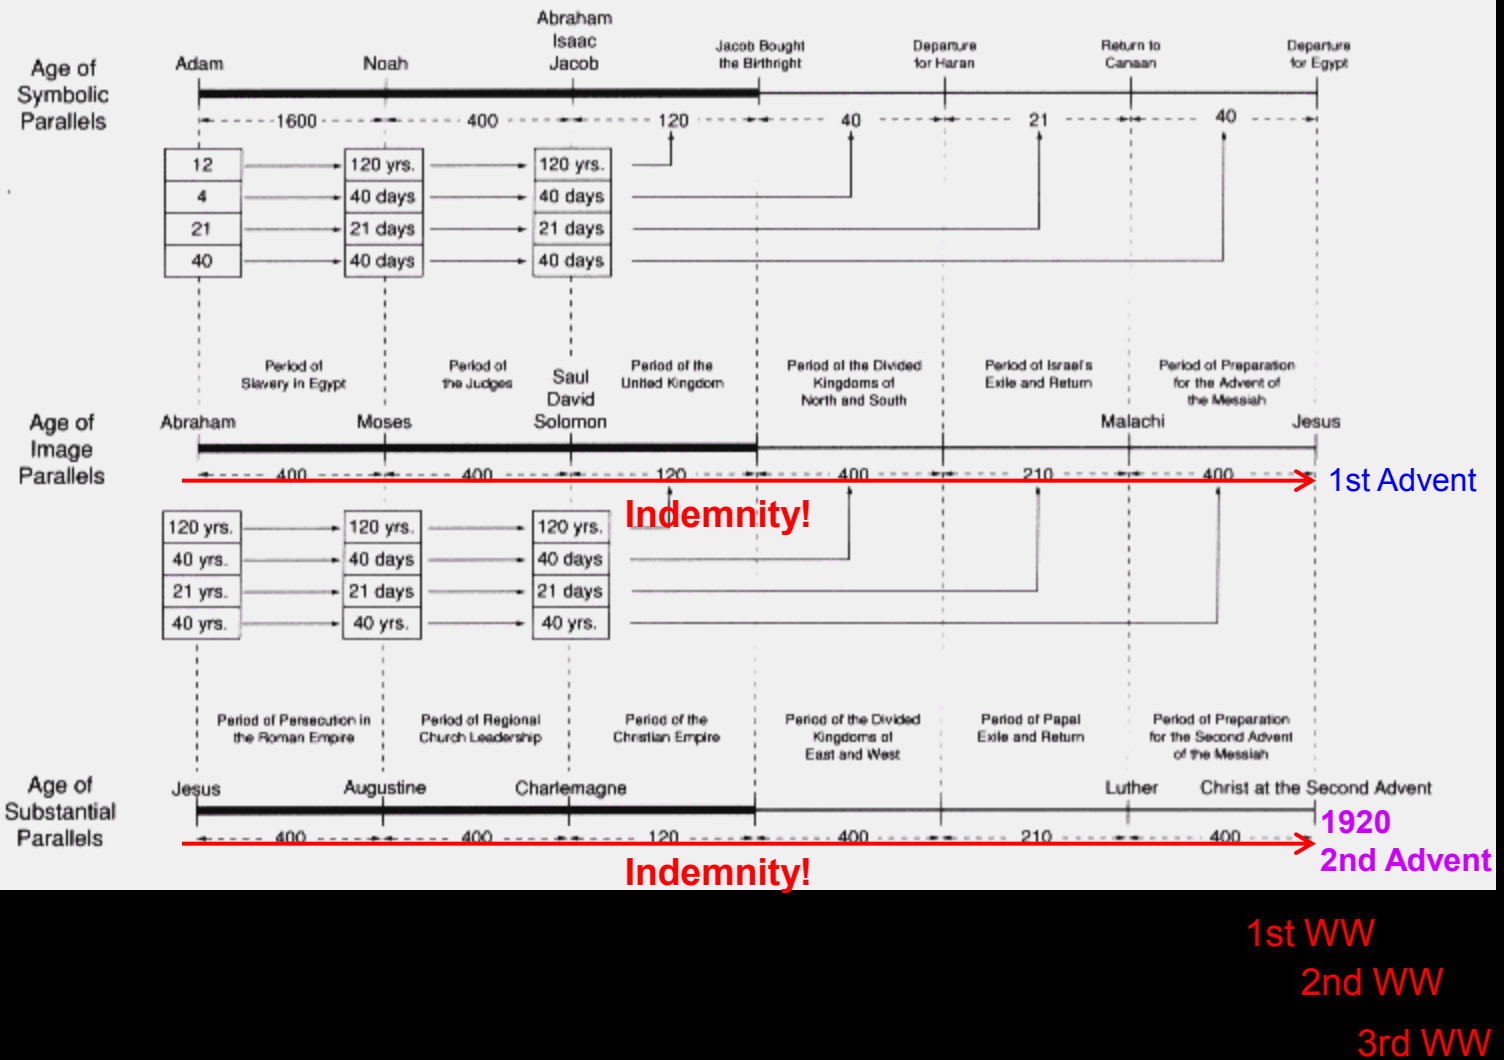 Abraham
Isaac
Jacob
Adam
Noah
Jacob Bought
the Birthright
Departure
for Haran
Return to
Canaan
Departure
for Egypt
Age of
Symbolic
Parallels
1600
400
120
40
21
40
12
120 yrs.
120 yrs.
4
40 days
40 days
21
21 days
21 days
40
40 days
40 days
Period of
Slavery in Egypt
Period of
the Judges
Saul
David
Solomon
Period of the
United Kingdom
Period of the Divided
Kingdoms of
North and South
Period of Israel's
Exile and Return
Period of Preparation
for the Advent of
the Messiah
Age of
Image
Parallels
Abraham
Moses
Malachi
Jesus
400
400
120
400
210
400
1st Advent
Indemnity!
120 yrs.
120 yrs.
120 yrs.
40 yrs.
40 days
40 days
21 yrs.
21 days
21 days
40 yrs.
40 yrs.
40 yrs.
Period of Persecution in
the Roman Empire
Period of Regional
Church Leadership
Period of the
Christian Empire
Period of the Divided
Kingdoms of
East and West
Period of Papal
Exile and Return
Period of Preparation
for the Second Advent
of the Messiah
Age of
Substantial
Parallels
Jesus
Augustine
Charlemagne
Luther
Christ at the Second Advent
400
400
120
400
210
400
1920
2nd Advent
Indemnity!
1st WW
2nd WW
3rd WW